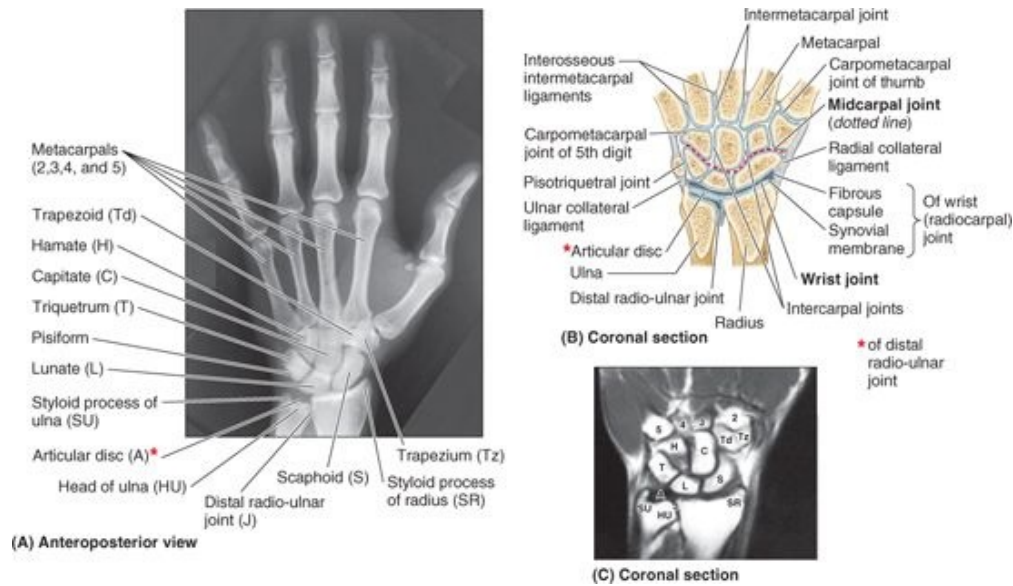 Metacarpals
(2,3,4, and 5)
Trapezoid (Td)
Hamate (H)
Capitate (C)
Triquetrum (T)
Pisiform
Lunate (L)
Styloid process of
ulna (SU)
Articular disc (A)*
Head of ulna (HU)
Distal radio-ulnar
joint (J)
Scaphoid (S)
Trapezium (Tz)
Styloid process
of radius (SR)
(A) Anteroposterior view
Intermetacarpal joint
Metacarpal
Carpometacarpal
joint of thumb
Midcarpal joint
(dotted line)
Radial collateral
ligament
Fibrous
capsule
Synovial
membrane
Of wrist
(radiocarpal)
joint
Wrist joint
Intercarpal joints
Interosseous
intermetacarpal
ligaments
Carpometacarpal
joint of 5th digit
Pisotriquetral joint
Ulnar collateral
ligament
*Articular disc
Ulna
Distal radio-ulnar joint
Radius
(B) Coronal section
* of distal
radio-ulnar
joint
5
4
3
2
H
C
Td
Tz
T
L
S
A
SU
HU
J
SR
(C) Coronal section